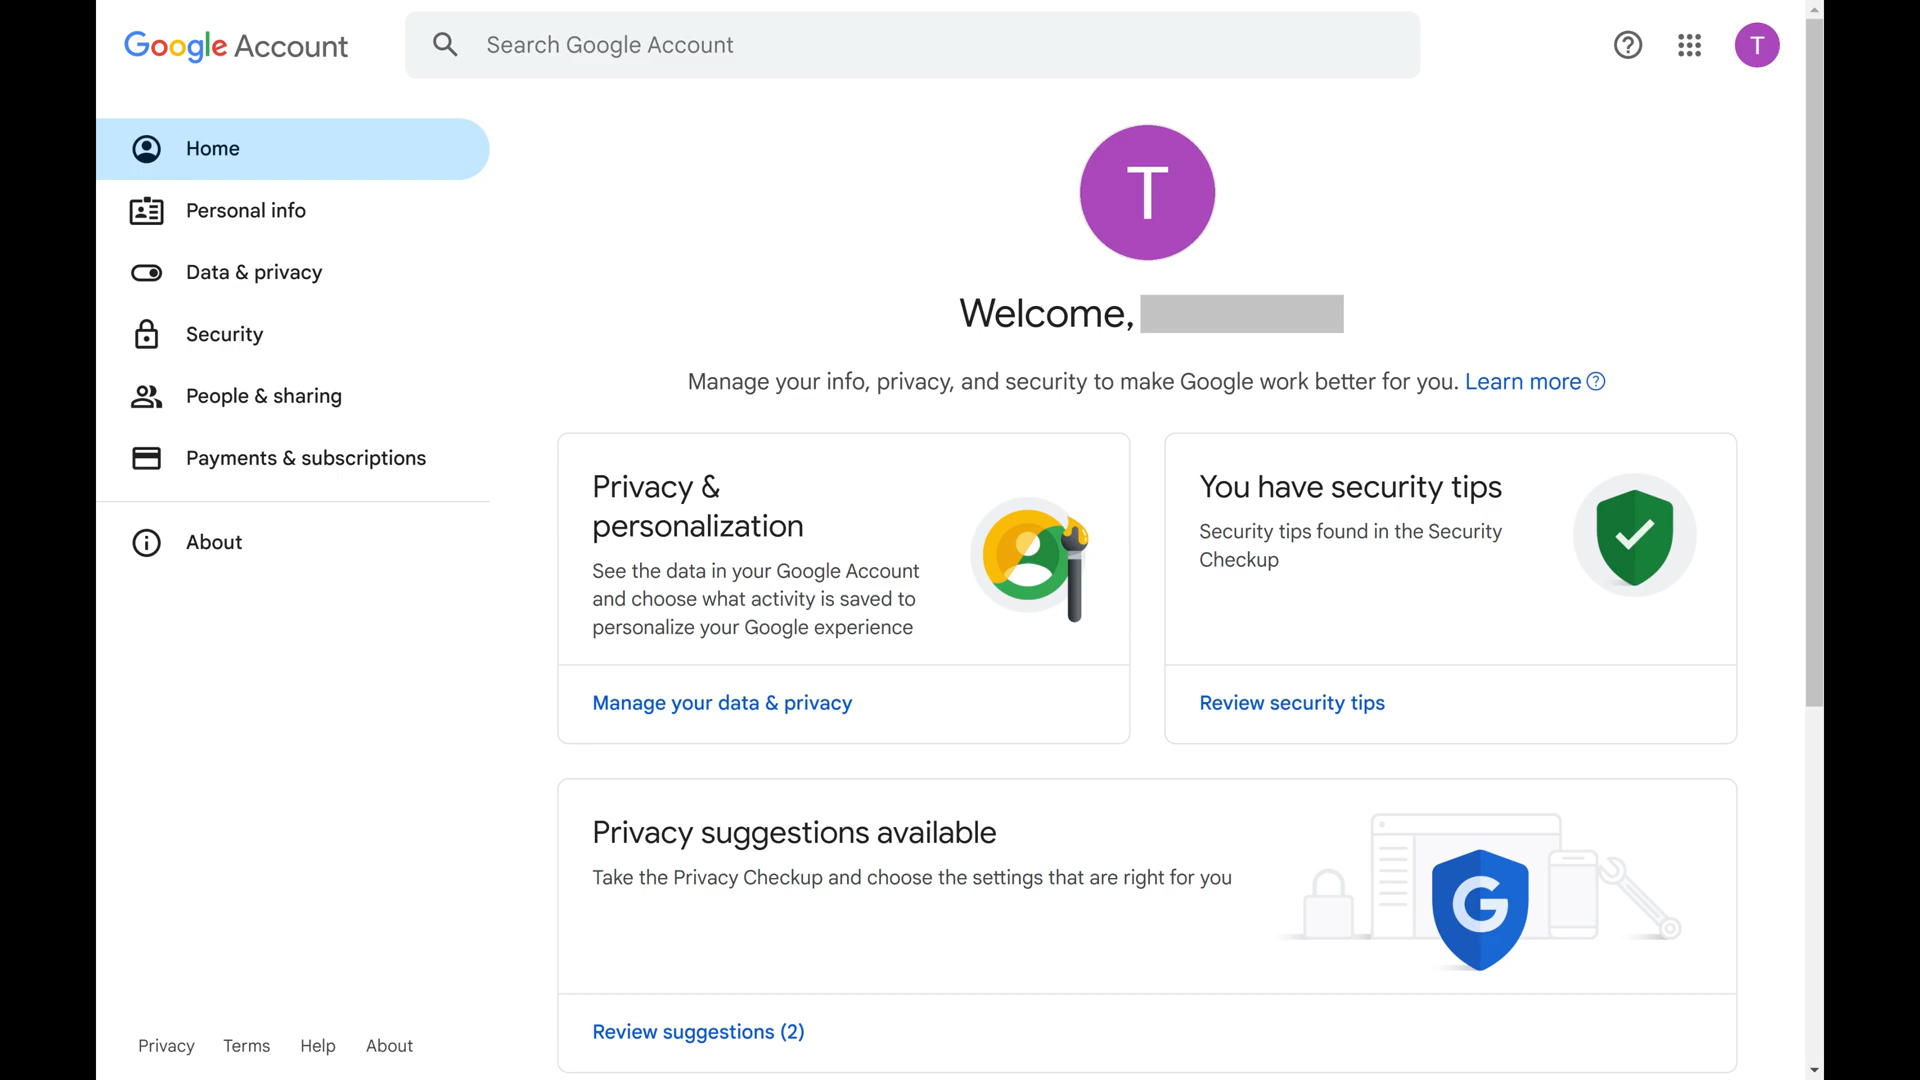 Google Account
Search Google Account
T
Home
Personal info
Data & privacy
Security
People & sharing
Payments & subscriptions
About
T
Welcome,
Manage your info, privacy, and security to make Google work better for you. Learn more
Privacy &
personalization
See the data in your Google Account
and choose what activity is saved to
personalize your Google experience
Manage your data & privacy
You have security tips
Security tips found in the Security
Checkup
Review security tips
Privacy suggestions available
Take the Privacy Checkup and choose the settings that are right for you
G
Review suggestions (2)
Privacy Terms Help About